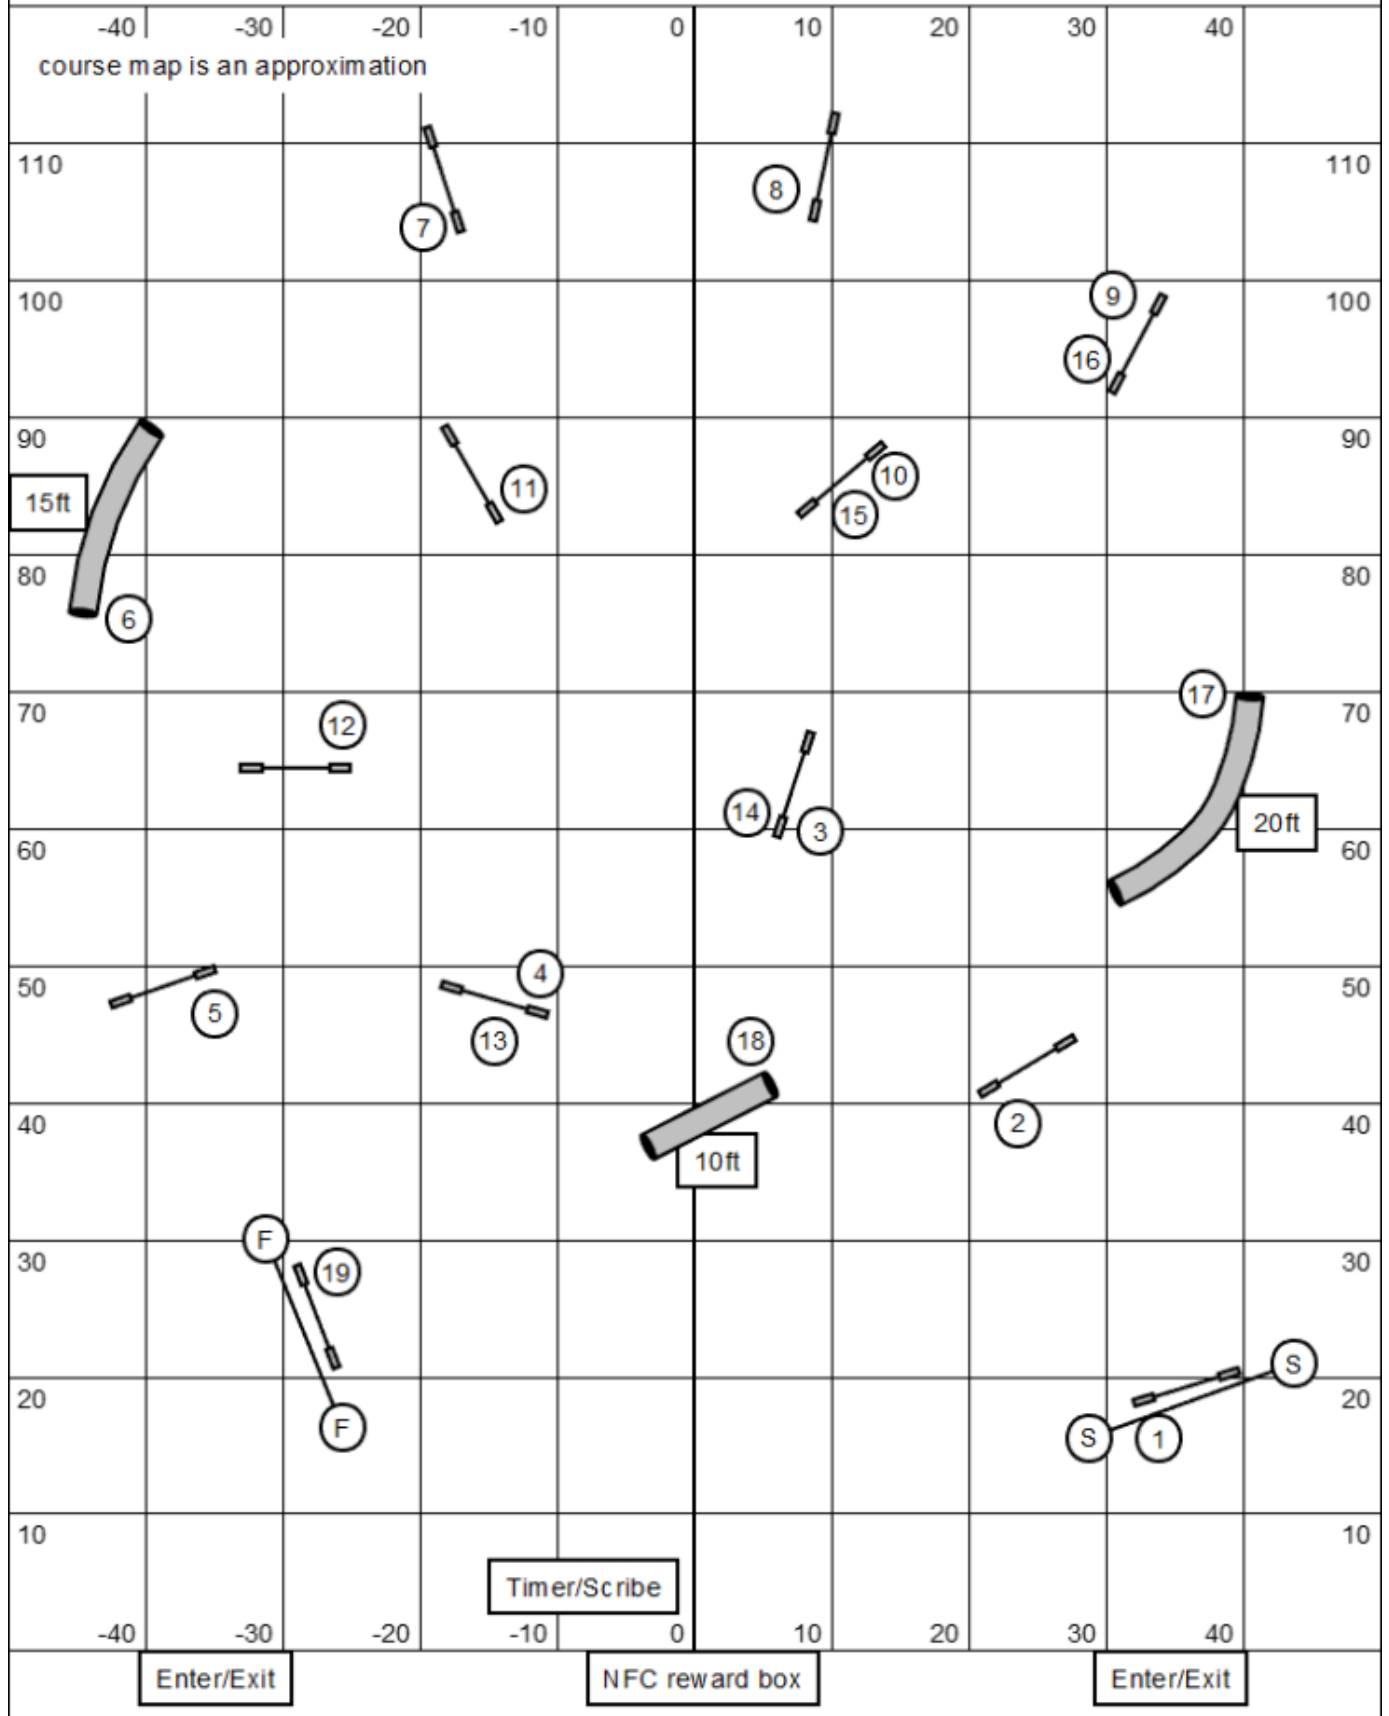 -40 -30 -20 -10 0 10 20 30 40
course map is an approximation
110 110
8
7
100 9 100
16
90 90
10
15ft 11
15
80 80
6
17
70 70
12
14 3 20ft
60 60
4
50 5 50
13 18
40 2 40
10ft
F
30 19 30
S
20 20
F S 1
10 10
Timer/Scribe
-40 -30 -20 -10 0 10 20 30 40
Enter/Exit NFC reward box Enter/Exit